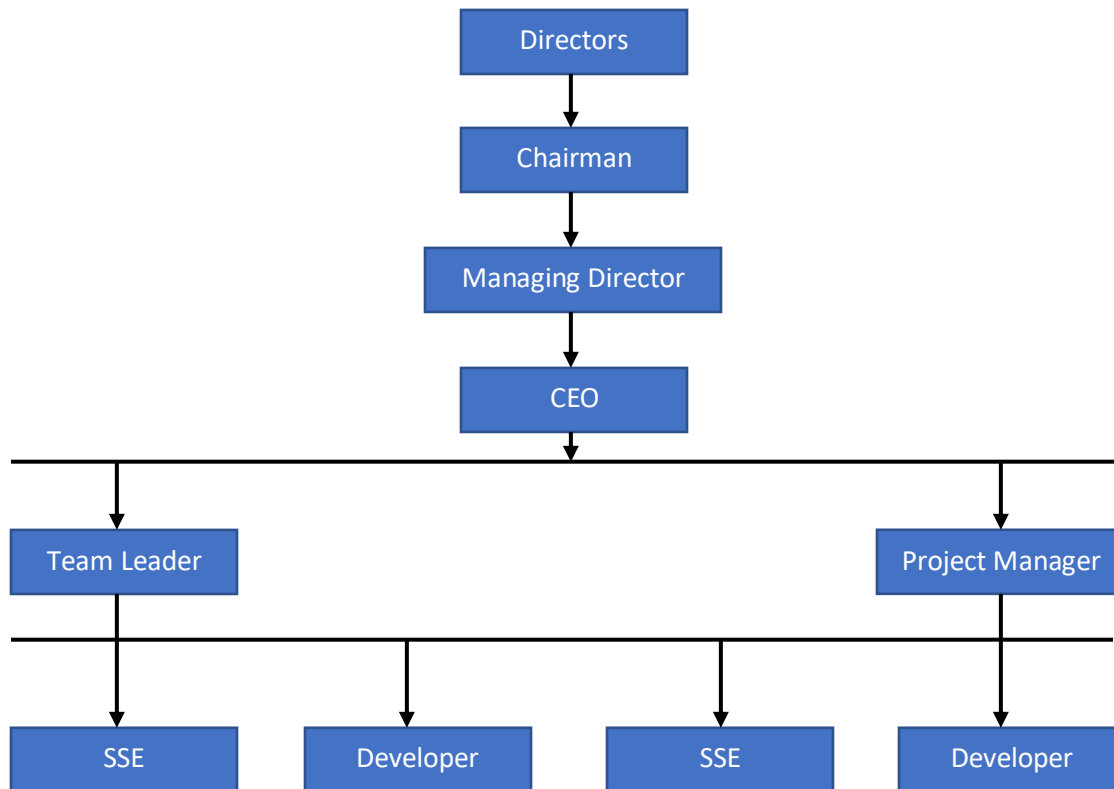 Directors
Chairman
Managing Director
CEO
Team Leader
Project Manager
SSE
Developer
SSE
Developer